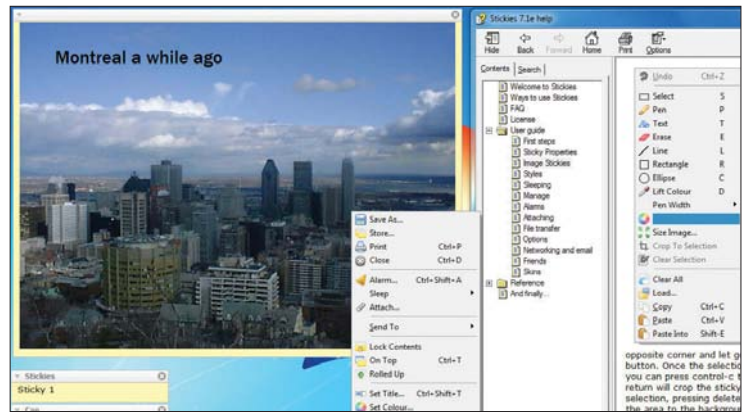 Montreal a while ago
Save As...
Store...
Print Ctrl+P
Close Ctrl+D
Alarm... Ctrl+Shift+A
Sleep
Attach...
Send To
Lock Contents
On Top Ctrl+T
Rolled Up
Set Title... Ctrl+Shift+T
Set Colour...
Stickies
Sticky 1
Stickies 7.1e help
Hide Back Forward Home Print Options
Contents Search
Welcome to Stickies
Ways to use Stickies
FAQ
License
User guide
First steps
Sticky Properties
Image Stickies
Styles
Sleeping
Manage
Alarms
Attaching
File transfer
Options
Networking and email
Friends
Skins
Reference
And finally...
Undo Ctrl+Z
Select S
Pen P
Text T
Erase E
Line L
Rectangle R
Ellipse C
Lift Colour D
Pen Width
Size Image...
Crop To Selection
Clear Selection
Clear All
Load...
Copy Ctrl+C
Paste Ctrl+V
Paste Into Shift-E
opposite corner and let g
button. Once the selectio
you can press control-c t
return will crop the sticky
selection, pressing delete
the area to the backgrou